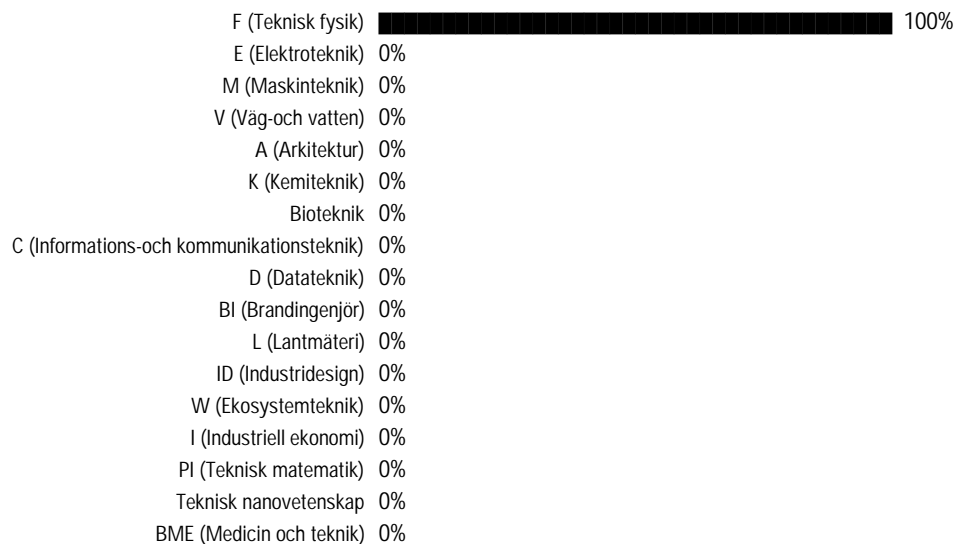 F (Teknisk fysik) 100%
E (Elektroteknik) 0%
M (Maskinteknik) 0%
V (Väg-och vatten) 0%
A (Arkitektur) 0%
K (Kemiteknik) 0%
Bioteknik 0%
C (Informations-och kommunikationsteknik) 0%
D (Datateknik) 0%
BI (Brandingenjör) 0%
L (Lantmäteri) 0%
ID (Industridesign) 0%
W (Ekosystemteknik) 0%
I (Industriell ekonomi) 0%
PI (Teknisk matematik) 0%
Teknisk nanovetenskap 0%
BME (Medicin och teknik) 0%